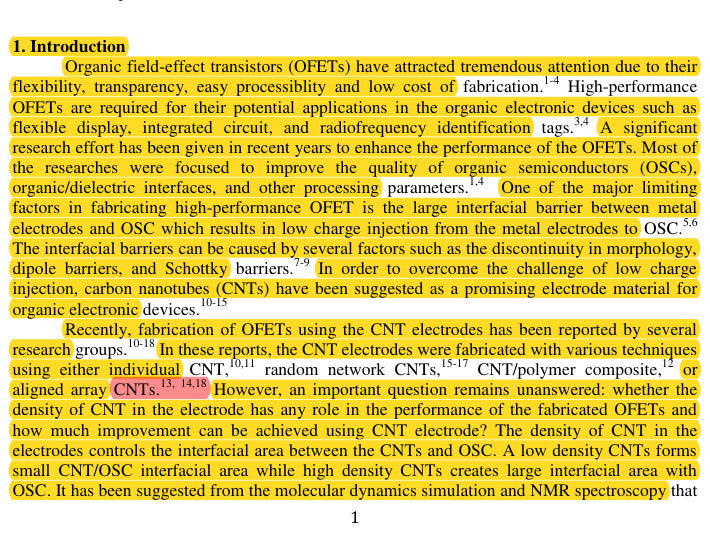 1. Introduction
Organic field-effect transistors (OFETs) have attracted tremendous attention due to their
flexibility, transparency, easy processiblity and low cost of fabrication.1-4 High-performance
OFETs are required for their potential applications in the organic electronic devices such as
flexible display, integrated circuit, and radiofrequency identification tags.3,4 A significant
research effort has been given in recent years to enhance the performance of the OFETs. Most of
the researches were focused to improve the quality of organic semiconductors (OSCs),
organic/dielectric interfaces, and other processing parameters.1,4 One of the major limiting
factors in fabricating high-performance OFET is the large interfacial barrier between metal
electrodes and OSC which results in low charge injection from the metal electrodes to OSC.5,6
The interfacial barriers can be caused by several factors such as the discontinuity in morphology,
dipole barriers, and Schottky barriers.7-9 In order to overcome the challenge of low charge
injection, carbon nanotubes (CNTs) have been suggested as a promising electrode material for
organic electronic devices.10-15
Recently, fabrication of OFETs using the CNT electrodes has been reported by several
research groups.10-18 In these reports, the CNT electrodes were fabricated with various techniques
using either individual CNT,10,11 random network CNTs,15-17 CNT/polymer composite,12 or
aligned array CNTs.13, 14,18 However, an important question remains unanswered: whether the
density of CNT in the electrode has any role in the performance of the fabricated OFETs and
how much improvement can be achieved using CNT electrode? The density of CNT in the
electrodes controls the interfacial area between the CNTs and OSC. A low density CNTs forms
small CNT/OSC interfacial area while high density CNTs creates large interfacial area with
OSC. It has been suggested from the molecular dynamics simulation and NMR spectroscopy that
1